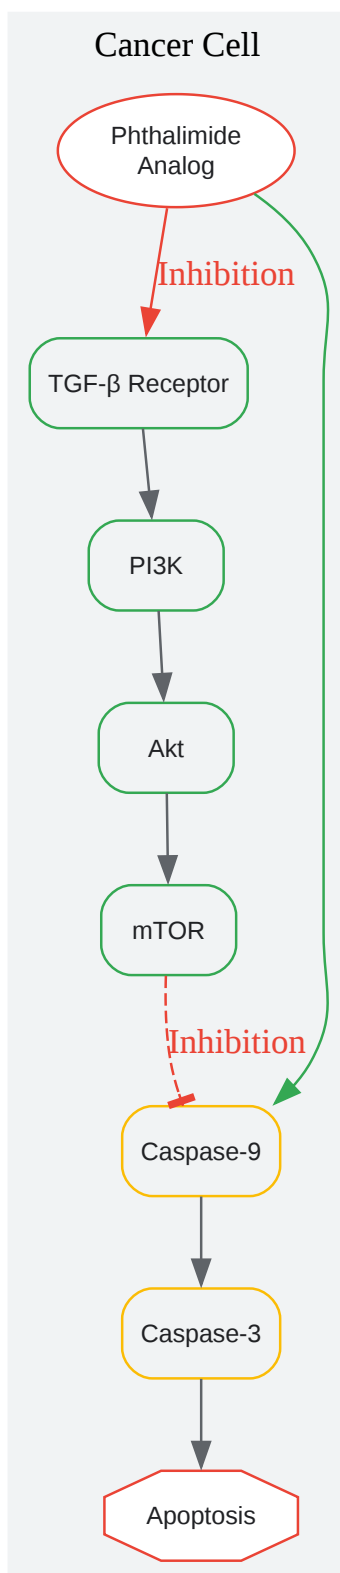 Cancer Cell
Phthalimide
Analog
Inhibition
TGF-β Receptor
PI3K
Akt
mTOR
Inhibition
Caspase-9
Caspase-3
Apoptosis